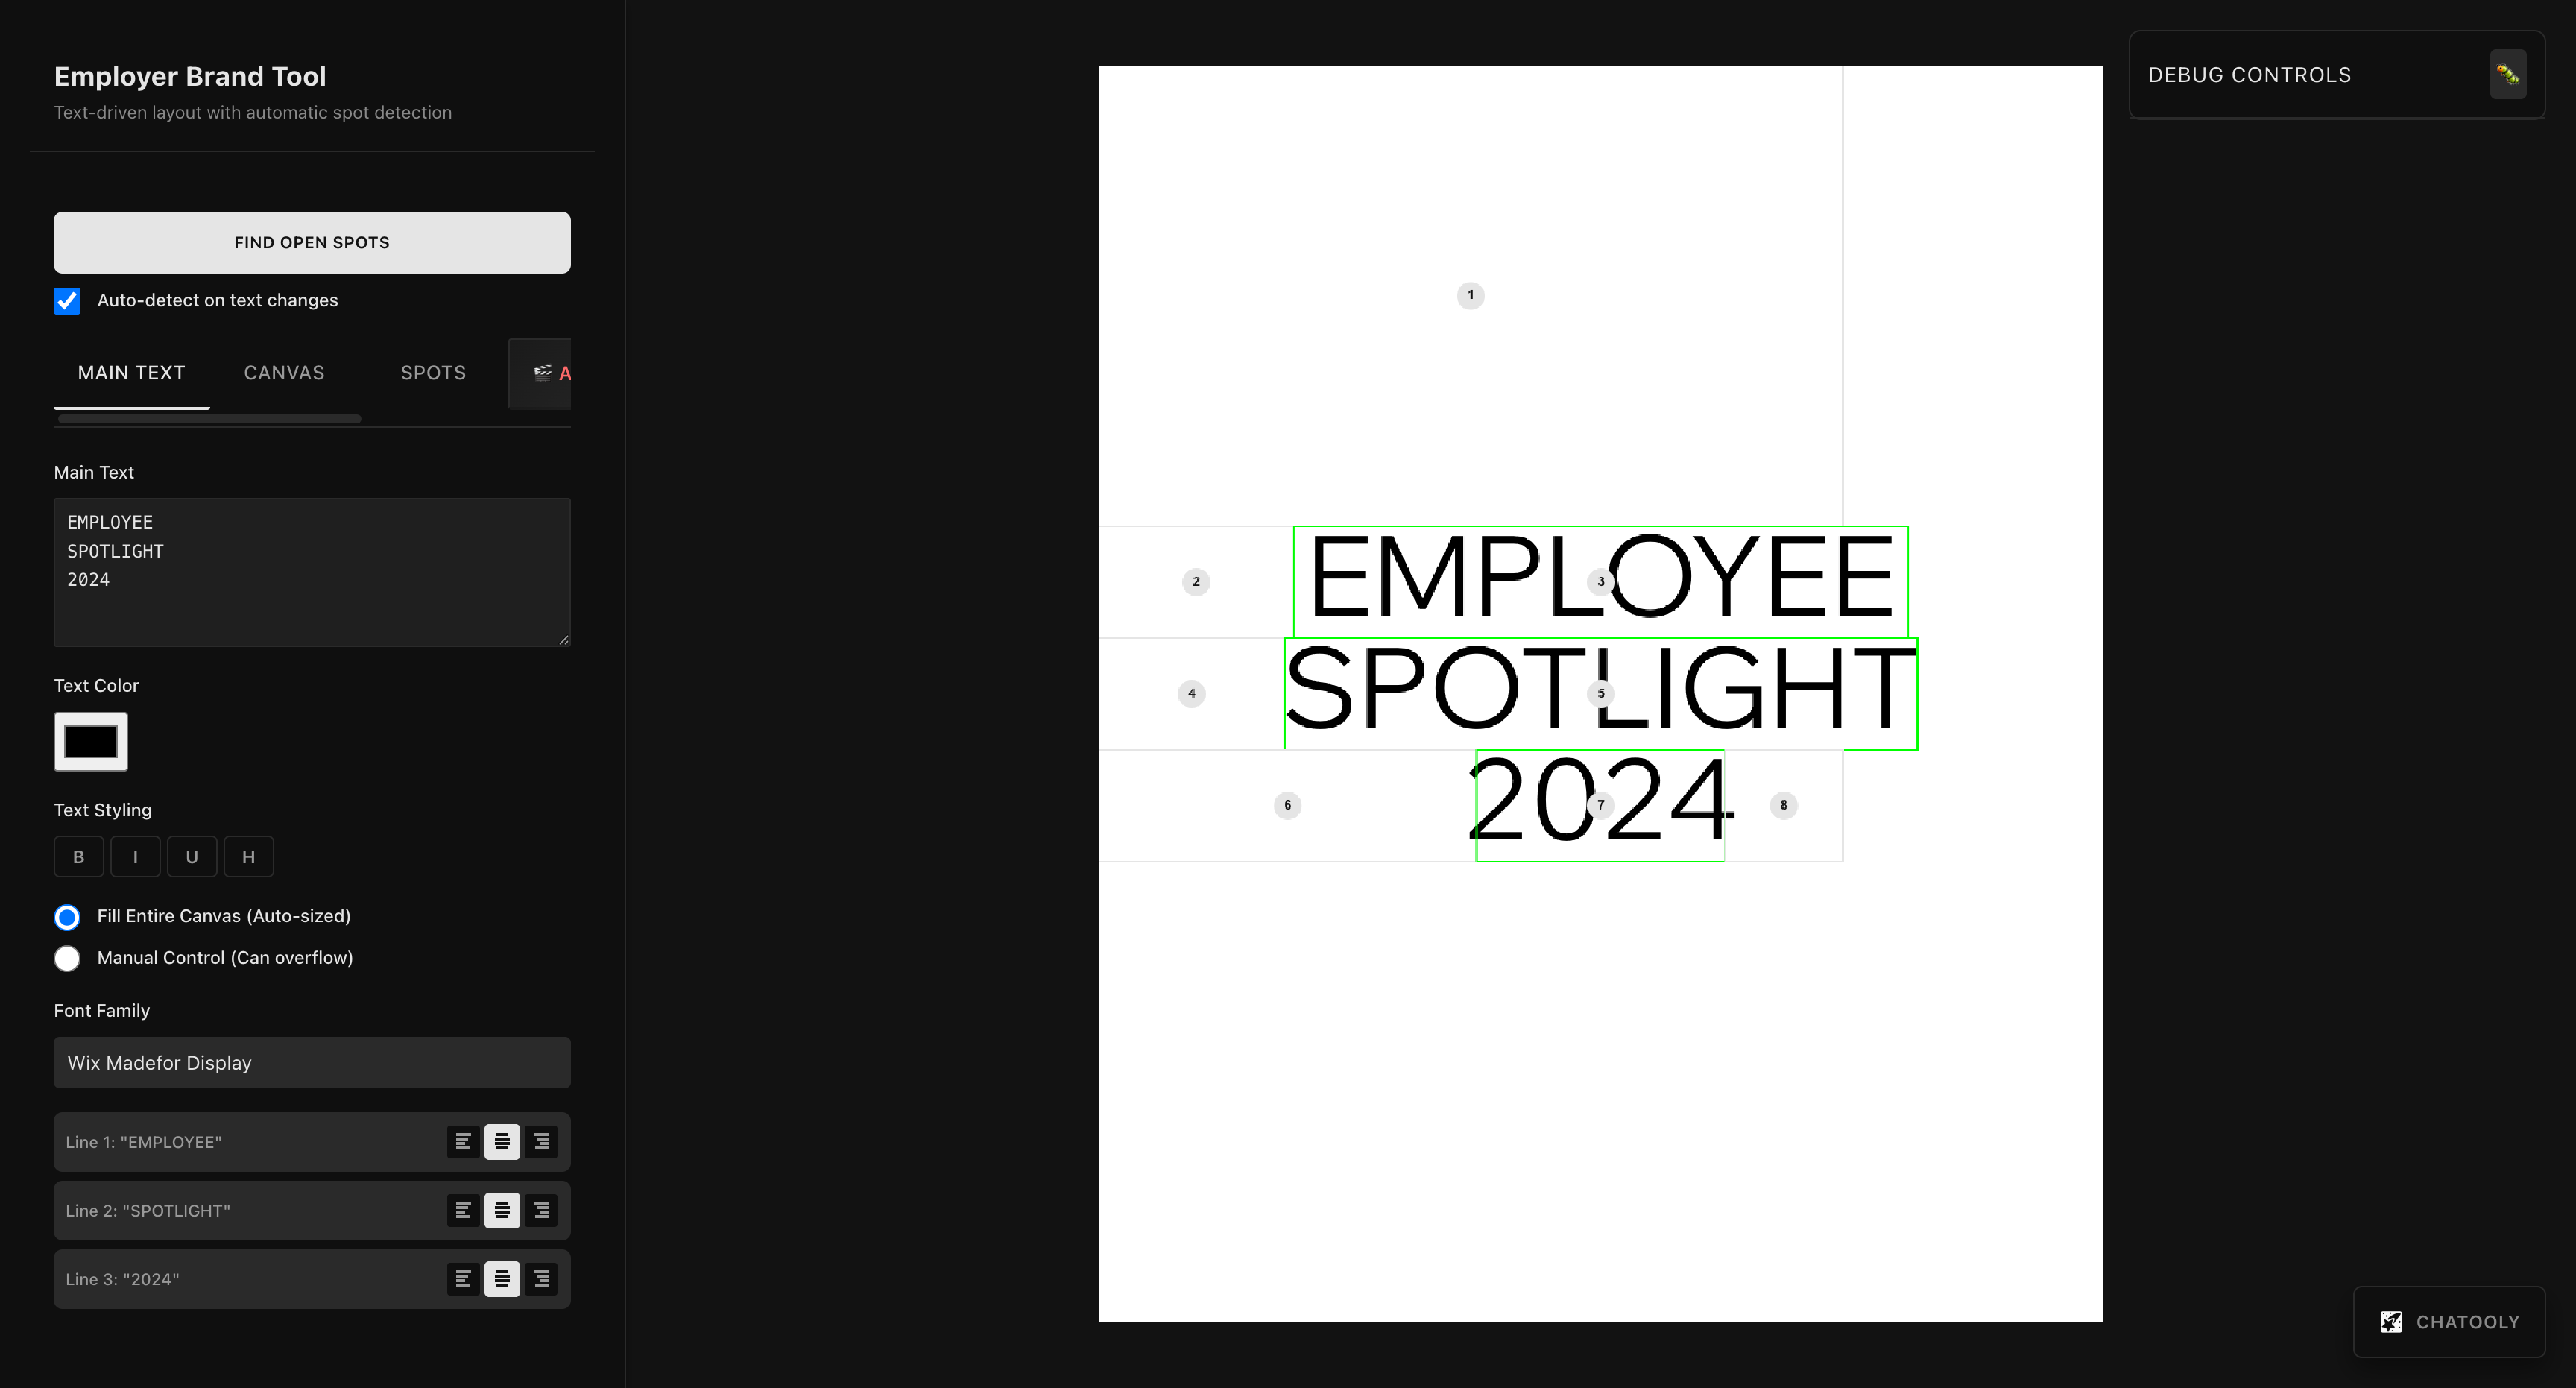 Employer Brand Tool
Text-driven layout with automatic spot detection
FIND OPEN SPOTS
Auto-detect on text changes
MAIN TEXT
CANVAS
SPOTS
A
Main Text
EMPLOYEE
SPOTLIGHT
2024
Text Color
Text Styling
B
I
U
H
Fill Entire Canvas (Auto-sized)
Manual Control (Can overflow)
Font Family
Wix Madefor Display
Line 1: "EMPLOYEE"
Line 2: "SPOTLIGHT"
Line 3: "2024"
1
2
EMPLOYEE
3
4
SPOTLIGHT
5
6
2024
7
8
DEBUG CONTROLS
CHATOOLY